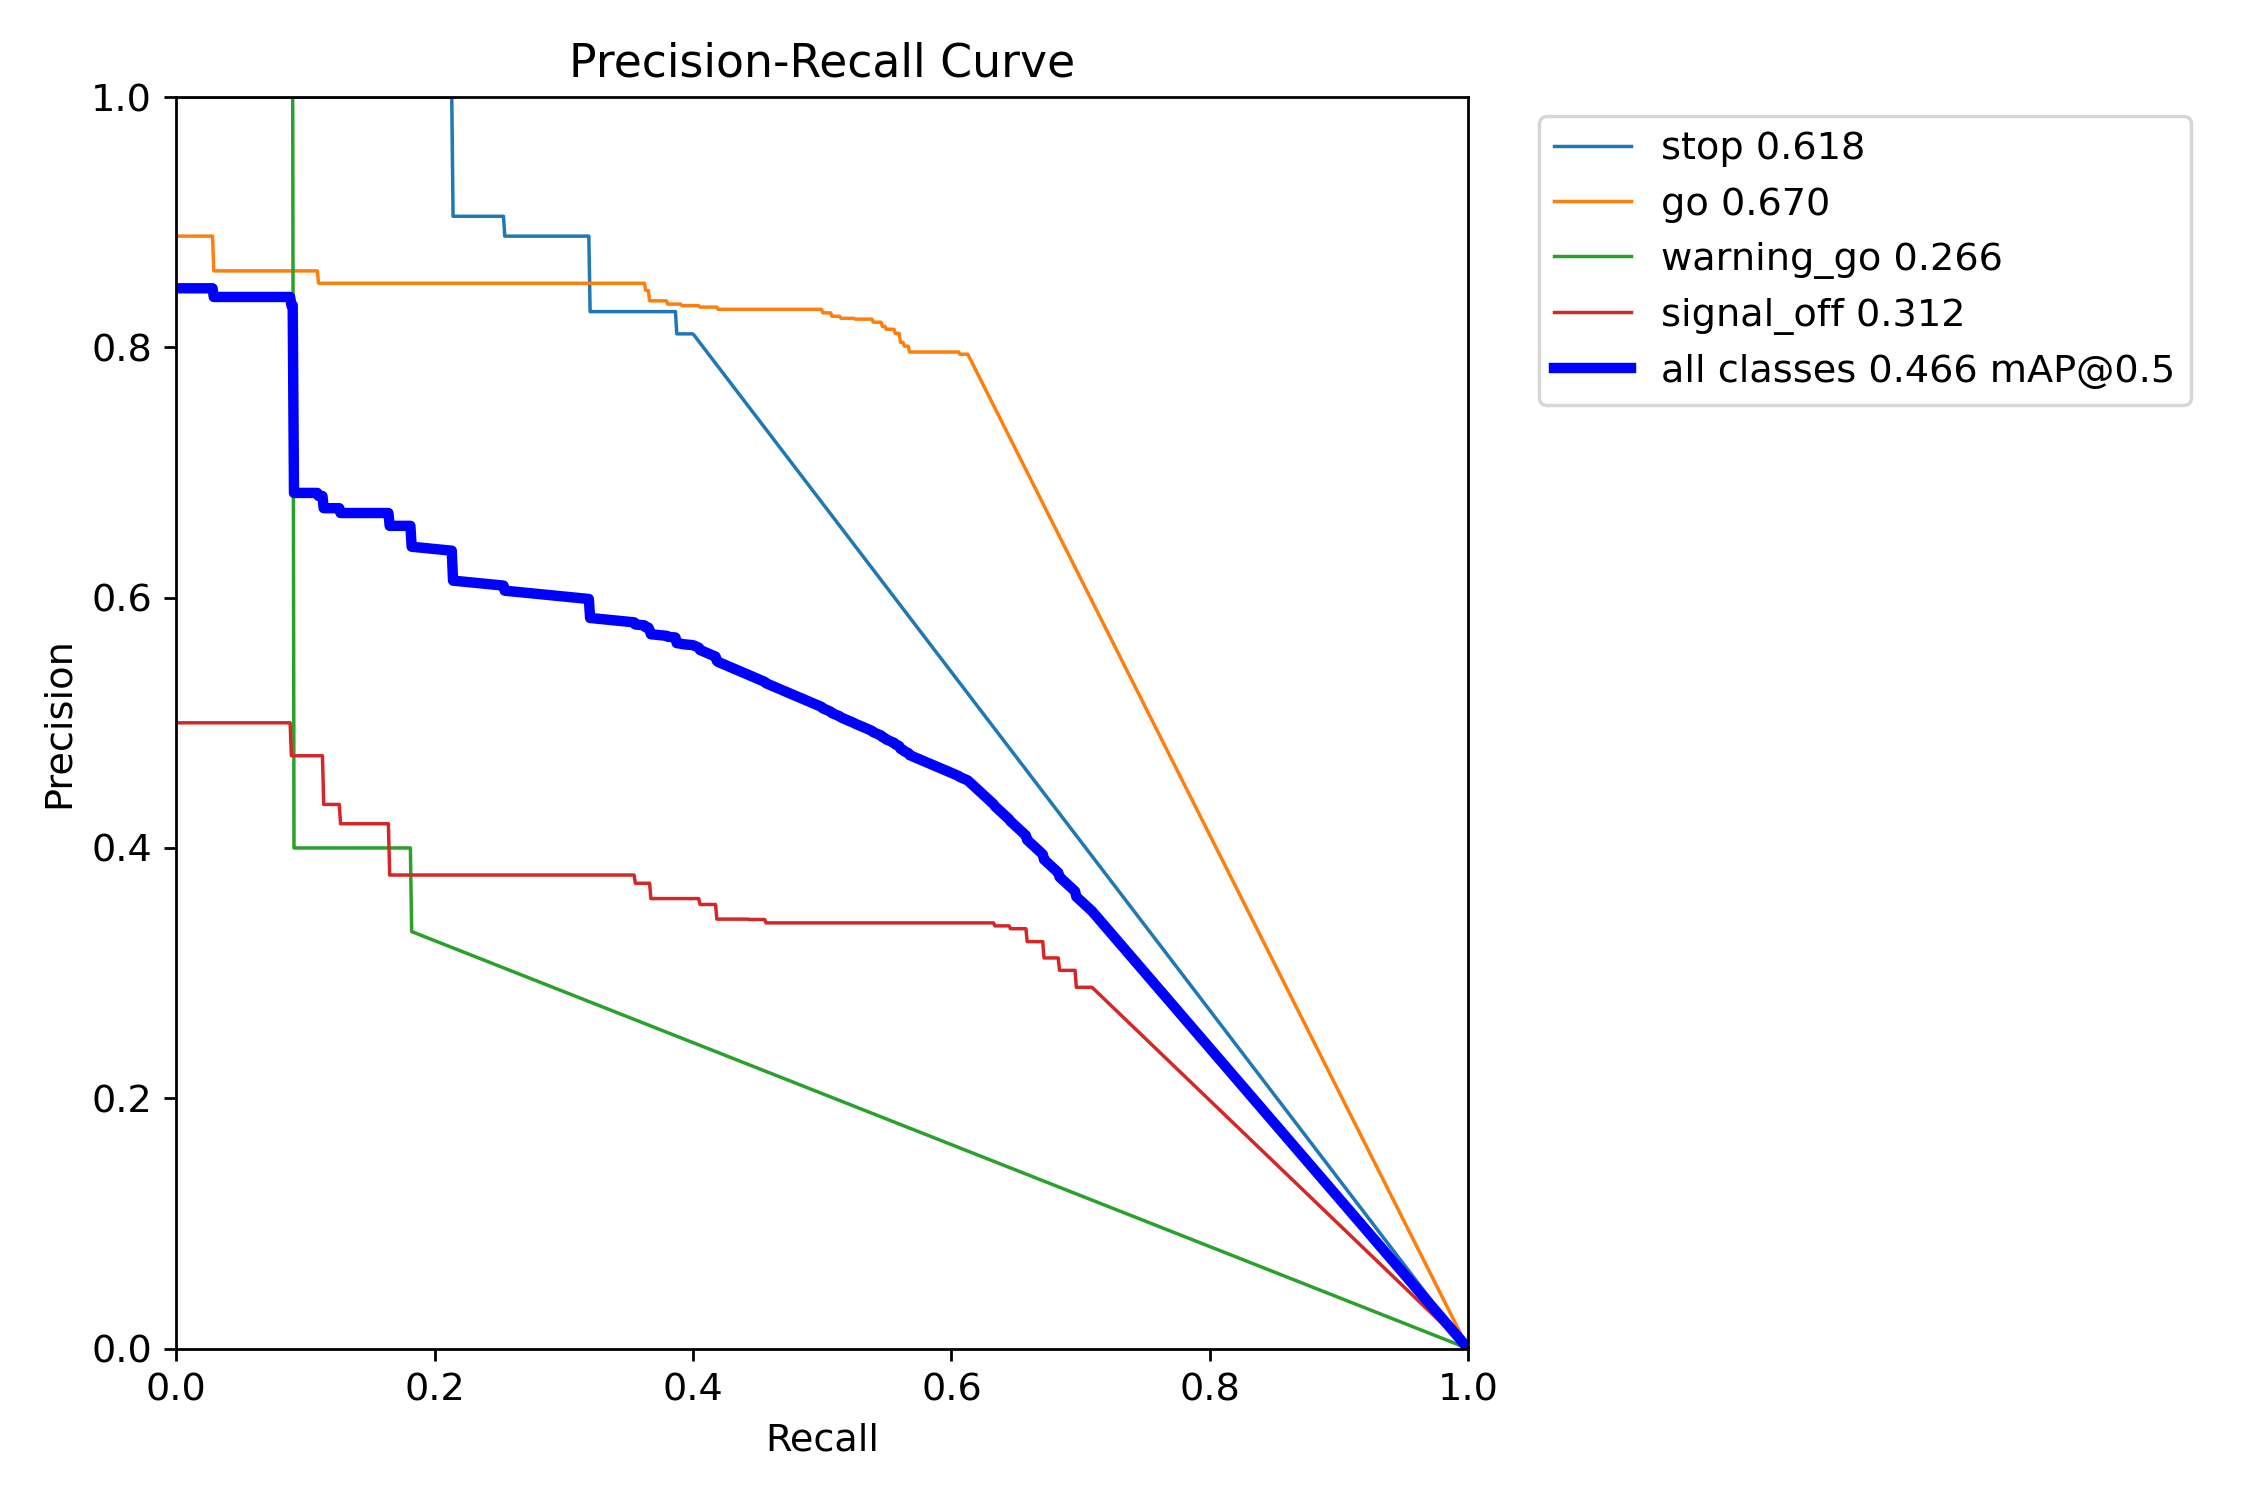 Precision-Recall Curve
1.0
0.8
0.6
0.4
0.2
0.0
Precision
0.0 0.2 0.4 0.6 0.8 1.0
Recall
stop 0.618
go 0.670
warning_go 0.266
signal_off 0.312
all classes 0.466 mAP@0.5